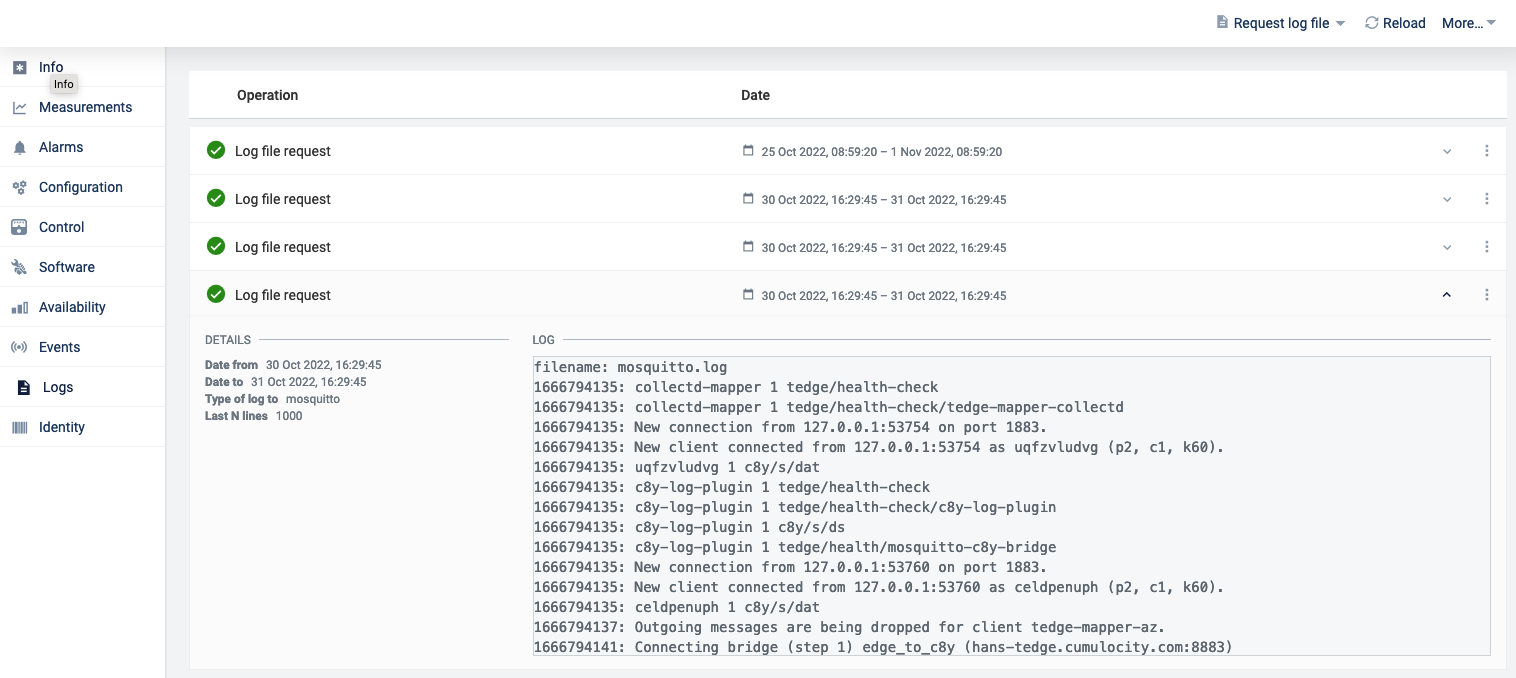 Request log file
Reload
More...
Info
Info
Measurements
Alarms
Configuration
Control
Software
Availability
Events
Logs
Identity
Operation Date
Log file request 25 Oct 2022, 08:59:20 – 1 Nov 2022, 08:59:20
Log file request 30 Oct 2022, 16:29:45 – 31 Oct 2022, 16:29:45
Log file request 30 Oct 2022, 16:29:45 – 31 Oct 2022, 16:29:45
Log file request 30 Oct 2022, 16:29:45 – 31 Oct 2022, 16:29:45
DETAILS
Date from 30 Oct 2022, 16:29:45
Date to 31 Oct 2022, 16:29:45
Type of log to mosquitto
Last N lines 1000
LOG
filename: mosquitto.log
1666794135: collectd-mapper 1 tedge/health-check
1666794135: collectd-mapper 1 tedge/health-check/tedge-mapper-collectd
1666794135: New connection from 127.0.0.1:53754 on port 1883.
1666794135: New client connected from 127.0.0.1:53754 as uqfzvludvg (p2, c1, k60).
1666794135: uqfzvludvg 1 c8y/s/dat
1666794135: c8y-log-plugin 1 tedge/health-check
1666794135: c8y-log-plugin 1 tedge/health-check/c8y-log-plugin
1666794135: c8y-log-plugin 1 c8y/s/ds
1666794135: c8y-log-plugin 1 tedge/health/mosquitto-c8y-bridge
1666794135: New connection from 127.0.0.1:53760 on port 1883.
1666794135: New client connected from 127.0.0.1:53760 as celdpenuph (p2, c1, k60).
1666794135: celdpenuph 1 c8y/s/dat
1666794137: Outgoing messages are being dropped for client tedge-mapper-az.
1666794141: Connecting bridge (step 1) edge_to_c8y (hans-tedge.cumulocity.com:8883)